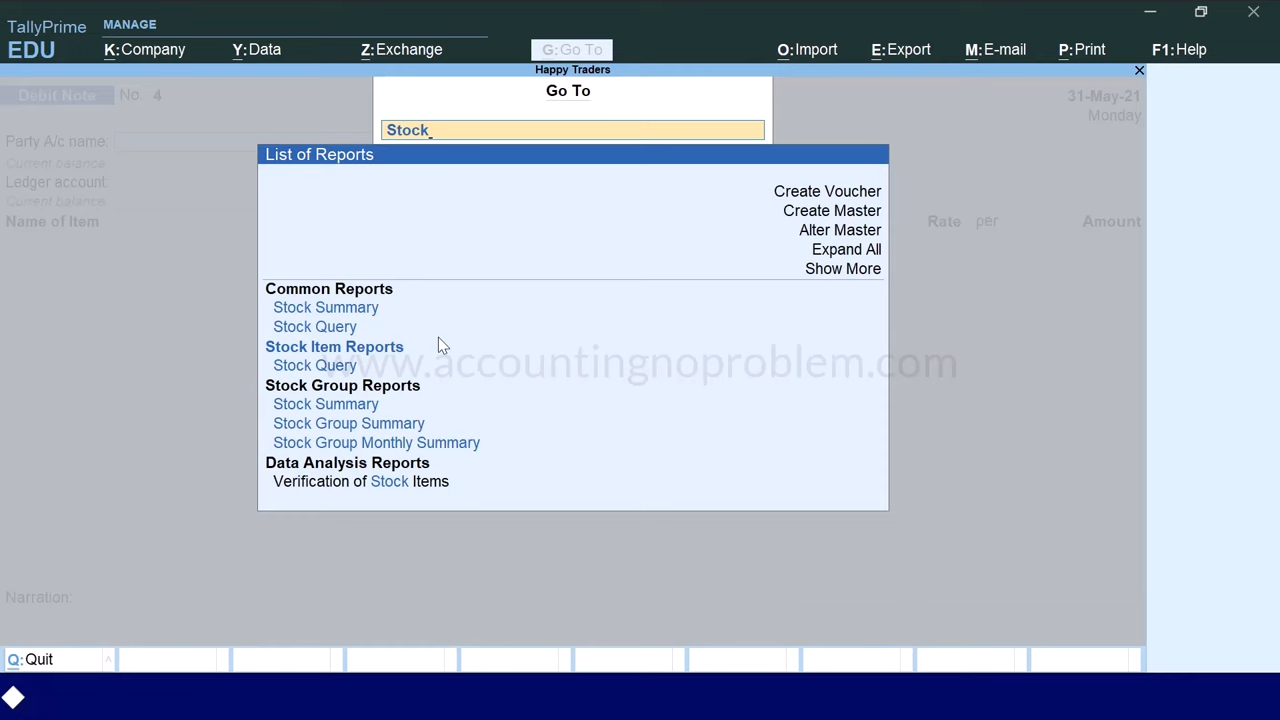 TallyPrime
EDU
MANAGE
K:Company Y:Data Z:Exchange G:Go To O:Import E:Export M:E-mail P:Print F1:Help
Happy Traders
Debit Note No. 4 31-May-21
Monday
Go To
Party A/c name:
Stock
Current balance
Ledger account:
Current balance
Name of Item Rate per Amount
List of Reports
Create Voucher
Create Master
Alter Master
Expand All
Show More
Common Reports
Stock Summary
Stock Query
Stock Item Reports
Stock Query
Stock Group Reports
Stock Summary
Stock Group Summary
Stock Group Monthly Summary
Data Analysis Reports
Verification of Stock Items
www.accountingnoproblem.com
Narration:
Q:Quit